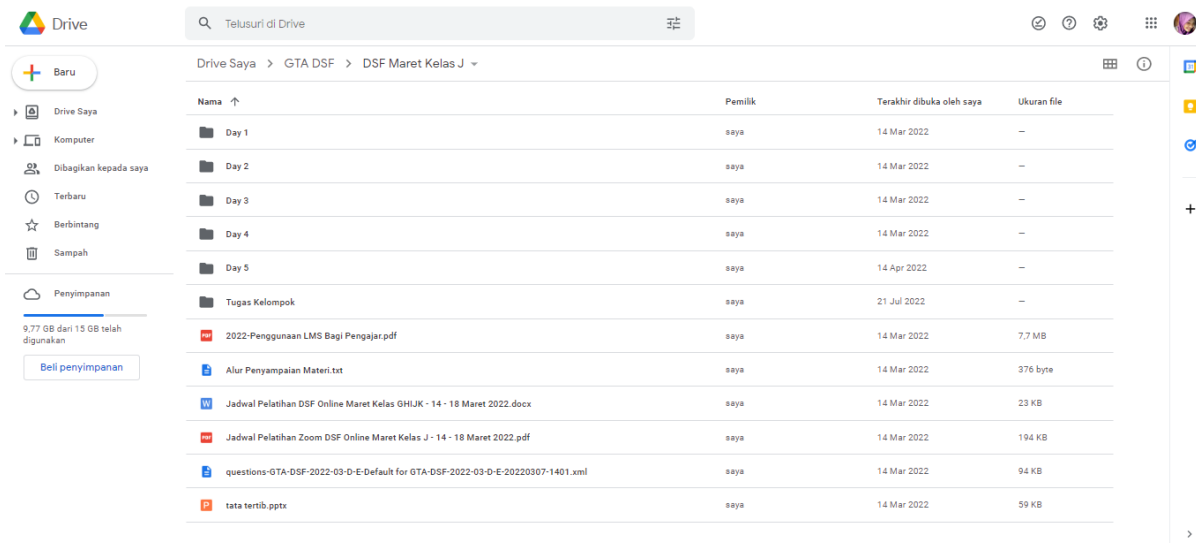 Drive
Telusuri di Drive
Baru
Drive Saya > GTA DSF > DSF Maret Kelas J
Drive Saya
Komputer
Dibagikan kepada saya
Terbaru
Berbintang
Sampah
Penyimpanan
9,77 GB dari 15 GB telah
digunakan
Beli penyimpanan
Nama Pemilik Terakhir dibuka oleh saya Ukuran file
Day 1 saya 14 Mar 2022 —
Day 2 saya 14 Mar 2022 —
Day 3 saya 14 Mar 2022 —
Day 4 saya 14 Mar 2022 —
Day 5 saya 14 Apr 2022 —
Tugas Kelompok saya 21 Jul 2022 —
PDF 2022-Penggunaan LMS Bagi Pengajar.pdf saya 14 Mar 2022 7,7 MB
Alur Penyampaian Materi.txt saya 14 Mar 2022 376 byte
W Jadwal Pelatihan DSF Online Maret Kelas GHIJK - 14 - 18 Maret 2022.docx saya 14 Mar 2022 23 KB
PDF Jadwal Pelatihan Zoom DSF Online Maret Kelas J - 14 - 18 Maret 2022.pdf saya 14 Mar 2022 194 KB
questions-GTA-DSF-2022-03-D-E-Default for GTA-DSF-2022-03-D-E-20220307-1401.xml saya 14 Mar 2022 94 KB
P tata tertib.pptx saya 14 Mar 2022 59 KB